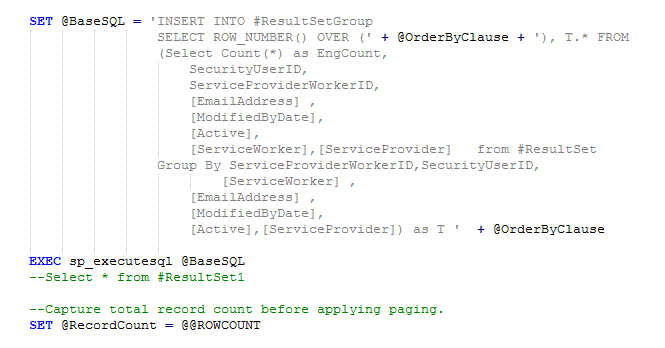 SET @BaseSQL = 'INSERT INTO #ResultSetGroup
SELECT ROW_NUMBER() OVER (' + @OrderByClause + '), T.* FROM
(Select Count(*) as EngCount,
SecurityUserID,
ServiceProviderWorkerID,
[EmailAddress] ,
[ModifiedByDate],
[Active],
[ServiceWorker],[ServiceProvider]   from #ResultSet
Group By ServiceProviderWorkerID,SecurityUserID,
[ServiceWorker] ,
[EmailAddress] ,
[ModifiedByDate],
[Active],[ServiceProvider]) as T '  + @OrderByClause
EXEC sp_executesql @BaseSQL
--Select * from #ResultSet1
--Capture total record count before applying paging.
SET @RecordCount = @@ROWCOUNT